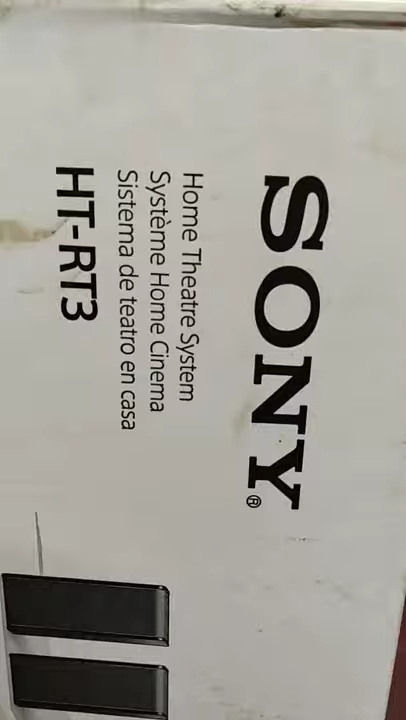 SONY®
Home Theatre System
Système Home Cinema
Sistema de teatro en casa
HT-RT3